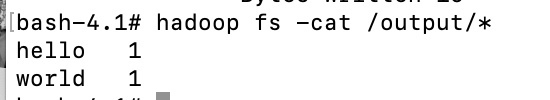 [bash-4.1# hadoop fs -cat /output/*
hello   1
world   1